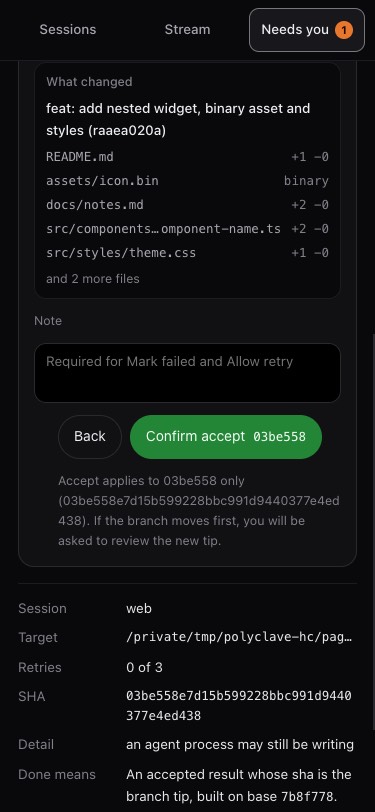 Sessions Stream Needs you 1
What changed
feat: add nested widget, binary asset and
styles (raaea020a)
README.md +1 −0
assets/icon.bin binary
docs/notes.md +2 −0
src/components…omponent-name.ts +2 −0
src/styles/theme.css +1 −0
and 2 more files
Note
Required for Mark failed and Allow retry
Back Confirm accept 03be558
Accept applies to 03be558 only
(03be558e7d15b599228bbc991d9440377e4ed
438). If the branch moves first, you will be
asked to review the new tip.
Session web
Target /private/tmp/polyclave-hc/pag…
Retries 0 of 3
SHA 03be558e7d15b599228bbc991d9440
377e4ed438
Detail an agent process may still be writing
Done means An accepted result whose sha is the
branch tip, built on base 7b8f778.